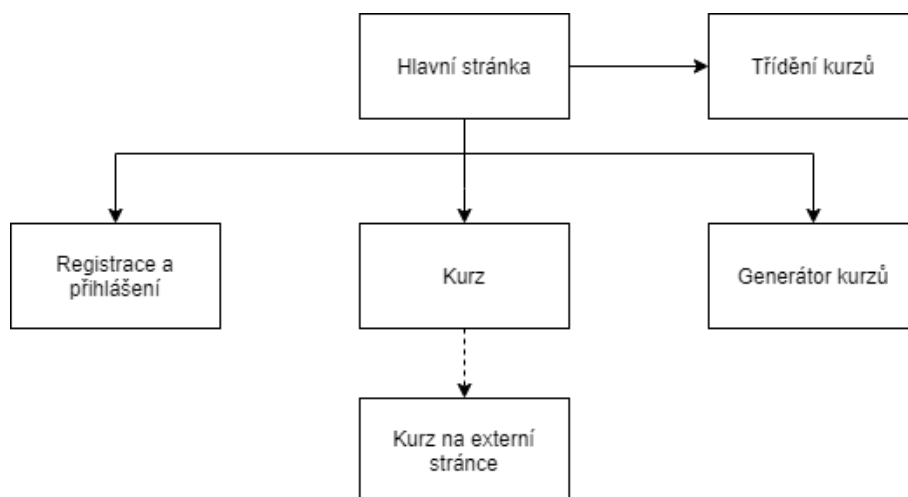 Hlavní stránka
Třídění kurzů
Registrace a
přihlášení
Kurz
Generátor kurzů
Kurz na externí
stránce